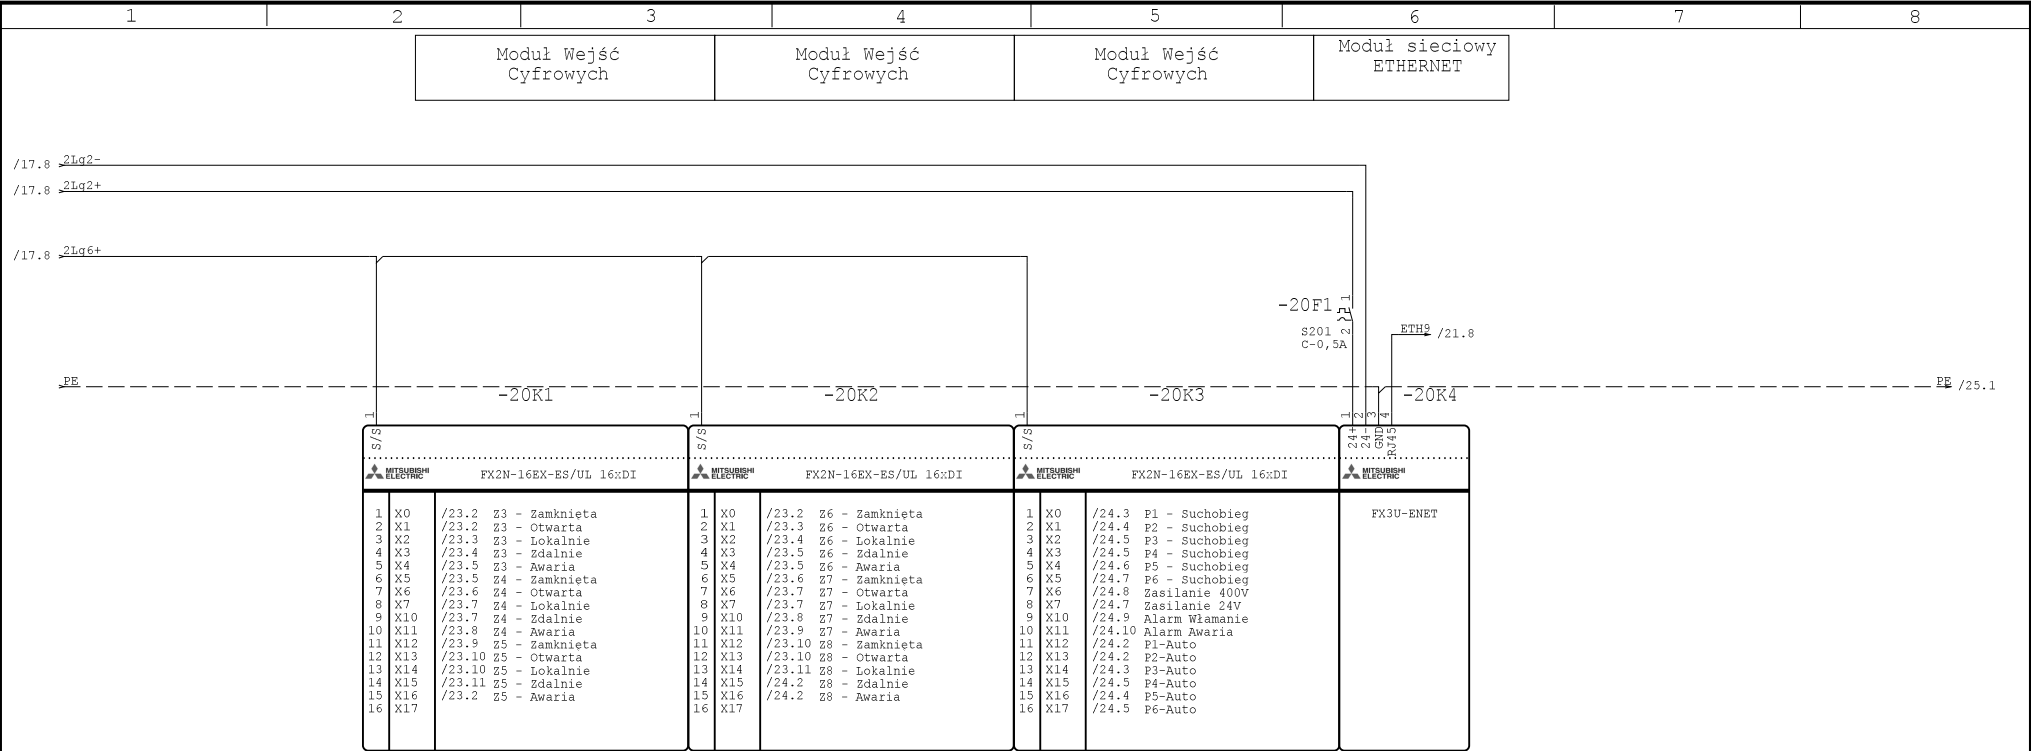 1 2 3 4 5 6 7 8
Moduł Wejść
Cyfrowych
Moduł Wejść
Cyfrowych
Moduł Wejść
Cyfrowych
Moduł sieciowy
ETHERNET
/17.8 2Lq2-
/17.8 2Lq2+
/17.8 2Lq6+
-20F1
1
2
S201
C-0,5A
ETH9 /21.8
PE
PE /25.1
-20K1
-20K2
-20K3
-20K4
1
S/S
1
S/S
1
S/S
1 2 3 4
24+
24-
GND
RJ45
MITSUBISHI
ELECTRIC
FX2N-16EX-ES/UL 16xDI
1 X0 /23.2 Z3 - Zamknięta
2 X1 /23.2 Z3 - Otwarta
3 X2 /23.3 Z3 - Lokalnie
4 X3 /23.4 Z3 - Zdalnie
5 X4 /23.5 Z3 - Awaria
6 X5 /23.5 Z4 - Zamknięta
7 X6 /23.6 Z4 - Otwarta
8 X7 /23.7 Z4 - Lokalnie
9 X10 /23.7 Z4 - Zdalnie
10 X11 /23.8 Z4 - Awaria
11 X12 /23.9 Z5 - Zamknięta
12 X13 /23.10 Z5 - Otwarta
13 X14 /23.10 Z5 - Lokalnie
14 X15 /23.11 Z5 - Zdalnie
15 X16 /23.2 Z5 - Awaria
16 X17
MITSUBISHI
ELECTRIC
FX2N-16EX-ES/UL 16xDI
1 X0 /23.2 Z6 - Zamknięta
2 X1 /23.3 Z6 - Otwarta
3 X2 /23.4 Z6 - Lokalnie
4 X3 /23.5 Z6 - Zdalnie
5 X4 /23.5 Z6 - Awaria
6 X5 /23.6 Z7 - Zamknięta
7 X6 /23.7 Z7 - Otwarta
8 X7 /23.7 Z7 - Lokalnie
9 X10 /23.8 Z7 - Zdalnie
10 X11 /23.9 Z7 - Awaria
11 X12 /23.10 Z8 - Zamknięta
12 X13 /23.10 Z8 - Otwarta
13 X14 /23.11 Z8 - Lokalnie
14 X15 /24.2 Z8 - Zdalnie
15 X16 /24.2 Z8 - Awaria
16 X17
MITSUBISHI
ELECTRIC
FX2N-16EX-ES/UL 16xDI
1 X0 /24.3 P1 - Suchobieg
2 X1 /24.4 P2 - Suchobieg
3 X2 /24.5 P3 - Suchobieg
4 X3 /24.5 P4 - Suchobieg
5 X4 /24.6 P5 - Suchobieg
6 X5 /24.7 P6 - Suchobieg
7 X6 /24.8 Zasilanie 400V
8 X7 /24.7 Zasilanie 24V
9 X10 /24.9 Alarm Włamanie
10 X11 /24.10 Alarm Awaria
11 X12 /24.2 P1-Auto
12 X13 /24.2 P2-Auto
13 X14 /24.3 P3-Auto
14 X15 /24.5 P4-Auto
15 X16 /24.4 P5-Auto
16 X17 /24.5 P6-Auto
MITSUBISHI
ELECTRIC
FX3U-ENET